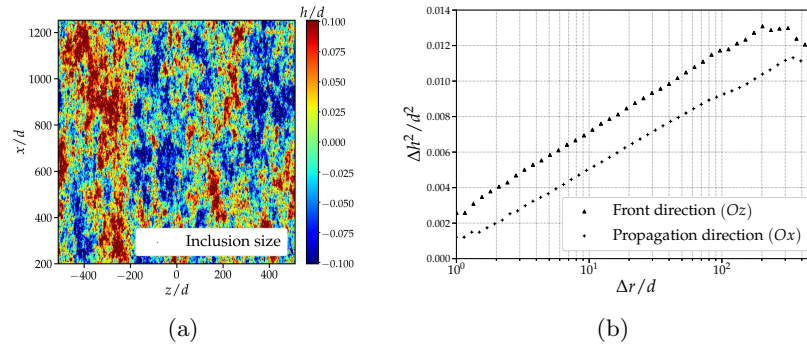 h/d
0.100
0.075
0.050
0.025
0.000
−0.025
−0.050
−0.075
−0.100
1200
1000
800
600
400
200
x/d
Inclusion size
−400 −200 0 200 400
z/d
(a)
0.014
0.012
0.010
0.008
0.006
0.004
0.002
0.000
Δh²/d²
Front direction (Oz)
Propagation direction (Ox)
10⁰ 10¹ 10²
Δr/d
(b)